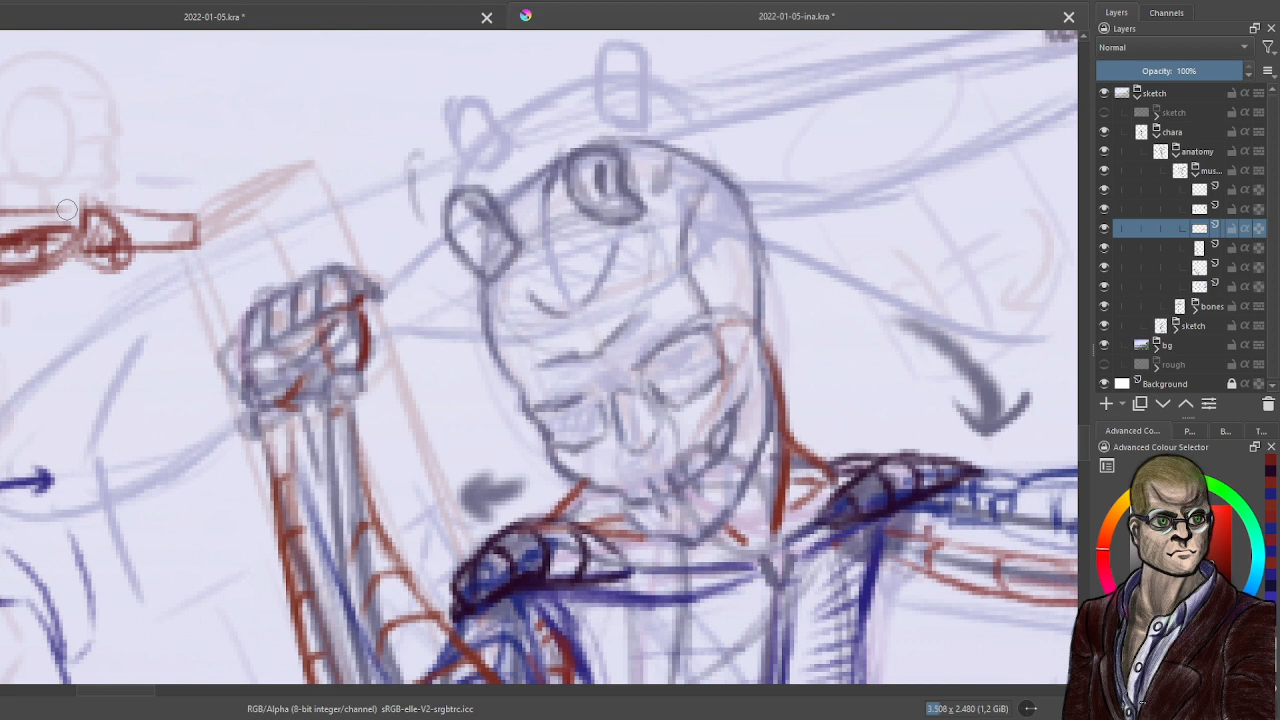 2022-01-05.kra *
2022-01-05-ina.kra *
Layers
Channels
Layers
Normal
Opacity: 100%
sketch
sketch
chara
anatomy
mus...
bones
sketch
bg
rough
Background
Advanced Co...
P...
B...
T...
Advanced Colour Selector
RGB/Alpha (8-bit integer/channel) sRGB-elle-V2-srgbtrc.icc
3.508 x 2.480 (1,2 GiB)